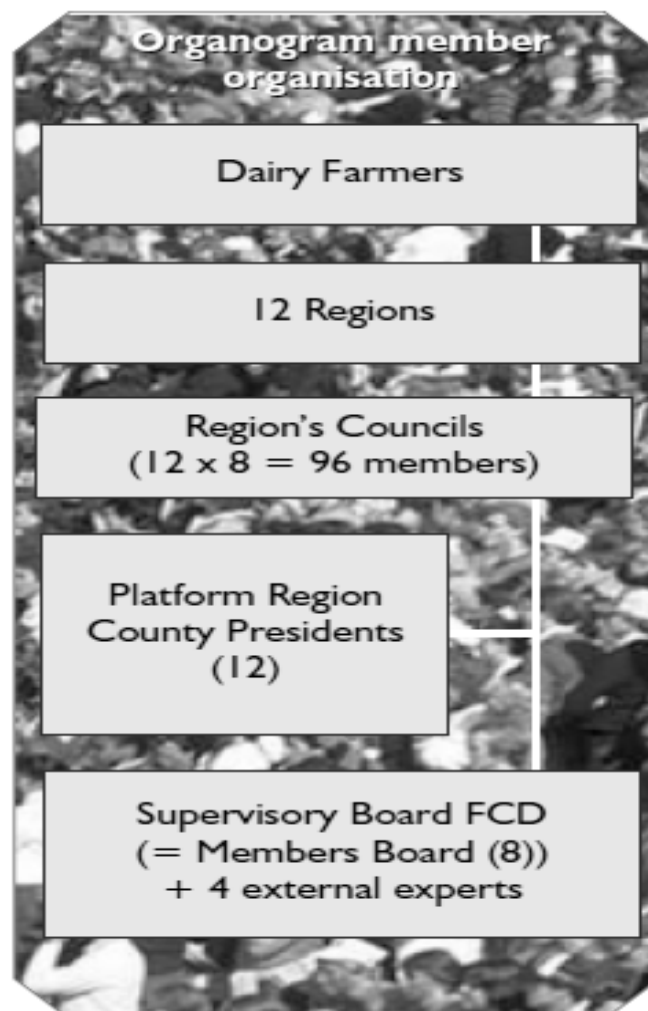 Organogram member
organisation
Dairy Farmers
12 Regions
Region's Councils
(12 x 8 = 96 members)
Platform Region
County Presidents
(12)
Supervisory Board FCD
(= Members Board (8))
+ 4 external experts